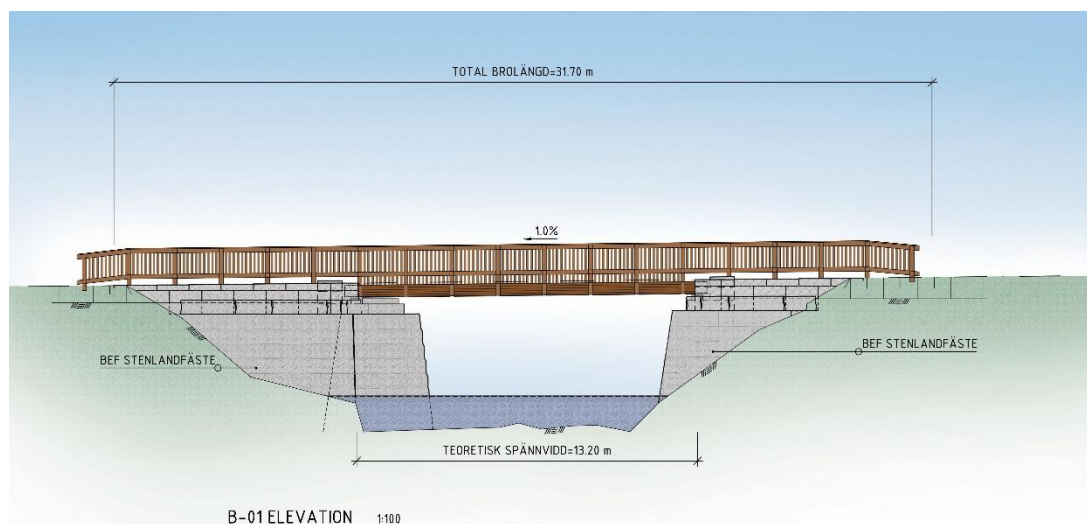 TOTAL BROLÄNGD=31.70 m
1.0%
BEF STENLANDFÄSTE
BEF STENLANDFÄSTE
TEORETISK SPÄNNVIDD=13.20 m
B-01 ELEVATION 1:100